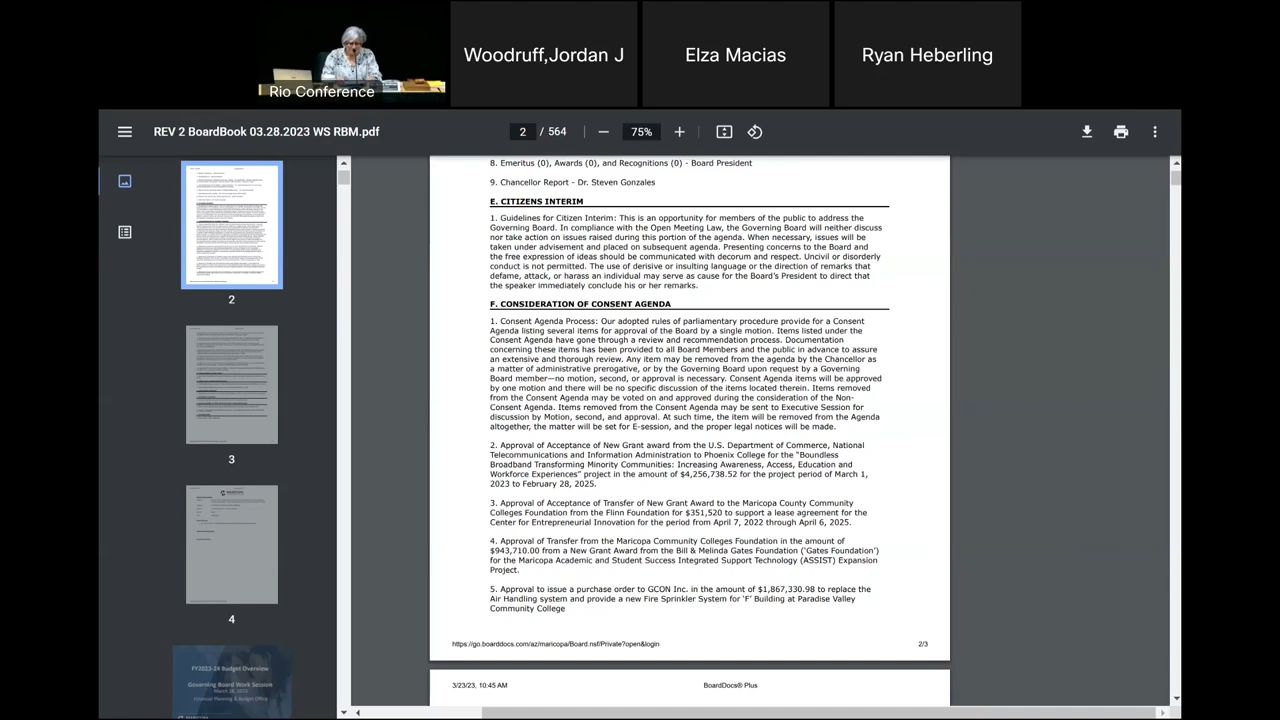 Woodruff,Jordan J
Elza Macias
Ryan Heberling
Rio Conference
REV 2 BoardBook 03.28.2023 WS RBM.pdf
2 / 564
75%
8. Emeritus (0), Awards (0), and Recognitions (0) - Board President
9. Chancellor Report - Dr. Steven Gonzales
E. CITIZENS INTERIM
1. Guidelines for Citizen Interim: This is an opportunity for members of the public to address the
Governing Board. In compliance with the Open Meeting Law, the Governing Board will neither discuss
nor take action on issues raised during this portion of the agenda. When necessary, issues will be
taken under advisement and placed on subsequent agenda. Presenting concerns to the Board and
the free expression of ideas should be communicated with decorum and respect. Uncivil or disorderly
conduct is not permitted. The use of derisive or insulting language or the direction of remarks that
defame, attack, or harass an individual may serve as cause for the Board's President to direct that
the speaker immediately conclude his or her remarks.
F. CONSIDERATION OF CONSENT AGENDA
1. Consent Agenda Process: Our adopted rules of parliamentary procedure provide for a Consent
Agenda listing several items for approval of the Board by a single motion. Items listed under the
Consent Agenda have gone through a review and recommendation process. Documentation
concerning these items has been provided to all Board Members and the public in advance to assure
an extensive and thorough review. Any item may be removed from the agenda by the Chancellor as
a matter of administrative prerogative, or by the Governing Board upon request by a Governing
Board member—no motion, second, or approval is necessary. Consent Agenda items will be approved
by one motion and there will be no specific discussion of the items located therein. Items removed
from the Consent Agenda may be voted on and approved during the consideration of the Non-
Consent Agenda. Items removed from the Consent Agenda may be sent to Executive Session for
discussion by Motion, second, and approval. At such time, the item will be removed from the Agenda
altogether, the matter will be set for E-session, and the proper legal notices will be made.
2. Approval of Acceptance of New Grant award from the U.S. Department of Commerce, National
Telecommunications and Information Administration to Phoenix College for the "Boundless
Broadband Transforming Minority Communities: Increasing Awareness, Access, Education and
Workforce Experiences" project in the amount of $4,256,738.52 for the project period of March 1,
2023 to February 28, 2025.
3. Approval of Acceptance of Transfer of New Grant Award to the Maricopa County Community
Colleges Foundation from the Flinn Foundation for $351,520 to support a lease agreement for the
Center for Entrepreneurial Innovation for the period from April 7, 2022 through April 6, 2025.
4. Approval of Transfer from the Maricopa Community Colleges Foundation in the amount of
$943,710.00 from a New Grant Award from the Bill & Melinda Gates Foundation ('Gates Foundation')
for the Maricopa Academic and Student Success Integrated Support Technology (ASSIST) Expansion
Project.
5. Approval to issue a purchase order to GCON Inc. in the amount of $1,867,330.98 to replace the
Air Handling system and provide a new Fire Sprinkler System for 'F' Building at Paradise Valley
Community College
https://go.boarddocs.com/az/maricopa/Board.nsf/Private?open&login
2/3
3/23/23, 10:45 AM
BoardDocs® Plus
2
3
4
FY2023-24 Budget Overview
Governing Board Work Session
March 28, 2023
Financial Planning & Budget Office